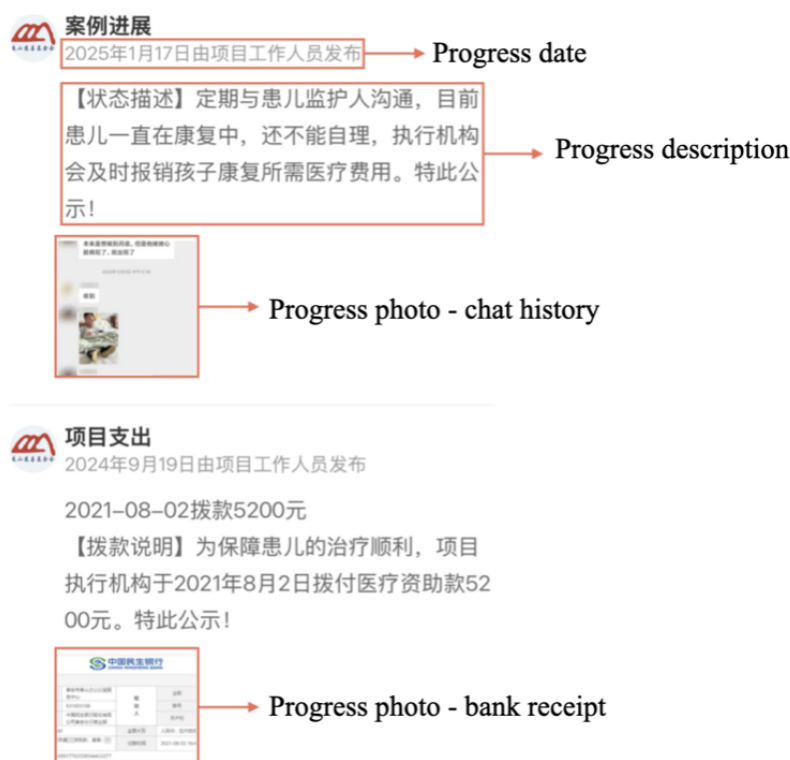 案例进展
2025年1月17日由项目工作人员发布
Progress date
【状态描述】定期与患儿监护人沟通，目前
患儿一直在康复中，还不能自理，执行机构
会及时报销孩子康复所需医疗费用。特此公
示！
Progress description
收到
Progress photo - chat history
项目支出
2024年9月19日由项目工作人员发布
2021-08-02拨款5200元
【拨款说明】为保障患儿的治疗顺利，项目
执行机构于2021年8月2日拨付医疗资助款52
00元。特此公示！
中国民生银行
Progress photo - bank receipt